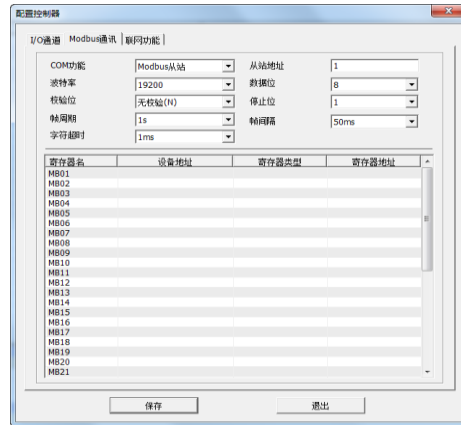 配置控制器
I/O通道 Modbus通讯 联网功能
COM功能 Modbus从站 从站地址 1
波特率 19200 数据位 8
校验位 无校验(N) 停止位 1
帧周期 1s 帧间隔 50ms
字符超时 1ms
寄存器名 设备地址 寄存器类型 寄存器地址
MB01
MB02
MB03
MB04
MB05
MB06
MB07
MB08
MB09
MB10
MB11
MB12
MB13
MB14
MB15
MB16
MB17
MB18
MB19
MB20
MB21
保存 退出